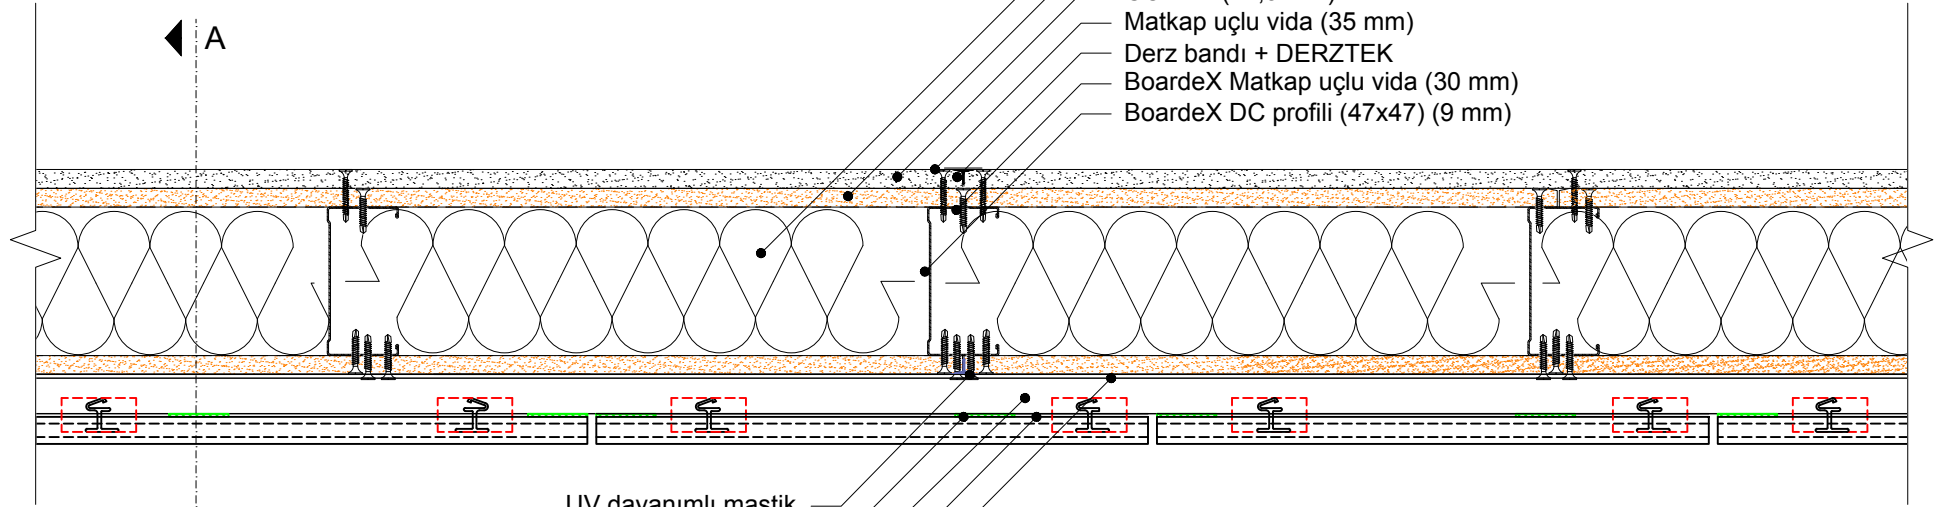 A
Matkap uçlu vida (35 mm)
Derz bandı + DERZTEK
BoardeX Matkap uçlu vida (30 mm)
BoardeX DC profili (47x47) (9 mm)
UV dayanımlı mastik